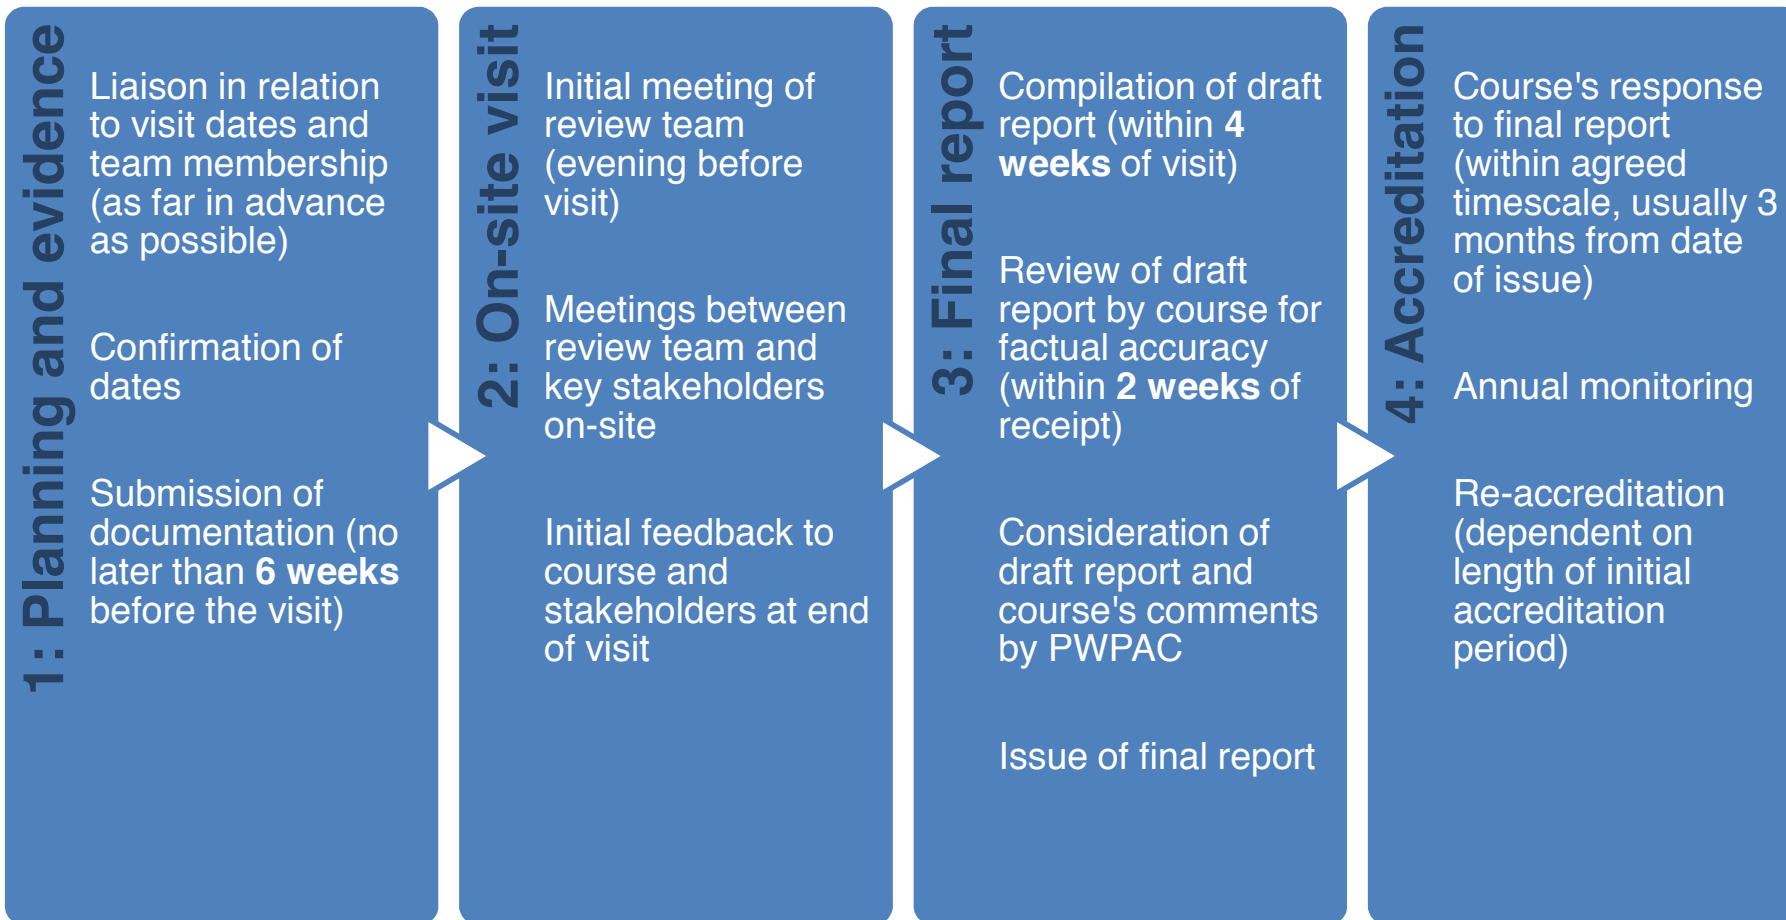 1: Planning and evidence
Liaison in relation
to visit dates and
team membership
(as far in advance
as possible)
Confirmation of
dates
Submission of
documentation (no
later than 6 weeks
before the visit)
2: On-site visit
Initial meeting of
review team
(evening before
visit)
Meetings between
review team and
key stakeholders
on-site
Initial feedback to
course and
stakeholders at end
of visit
3: Final report
Compilation of draft
report (within 4
weeks of visit)
Review of draft
report by course for
factual accuracy
(within 2 weeks of
receipt)
Consideration of
draft report and
course's comments
by PWPAC
Issue of final report
4: Accreditation
Course's response
to final report
(within agreed
timescale, usually 3
months from date
of issue)
Annual monitoring
Re-accreditation
(dependent on
length of initial
accreditation
period)